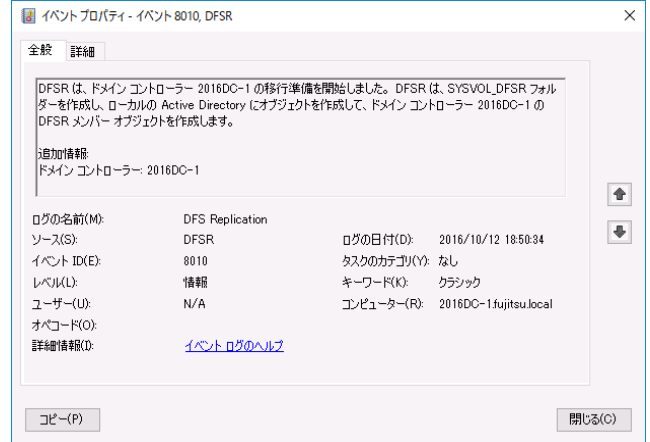 イベント プロパティ - イベント 8010, DFSR
全般 詳細
DFSR は、ドメイン コントローラー 2016DC-1 の移行準備を開始しました。DFSR は、SYSVOL_DFSR フォル
ダーを作成し、ローカルの Active Directory にオブジェクトを作成して、ドメイン コントローラー 2016DC-1 の
DFSR メンバー オブジェクトを作成します。
追加情報:
ドメイン コントローラー: 2016DC-1
ログの名前(M): DFS Replication
ソース(S): DFSR ログの日付(D): 2016/10/12 18:50:34
イベント ID(E): 8010 タスクのカテゴリ(Y): なし
レベル(L): 情報 キーワード(K): クラシック
ユーザー(U): N/A コンピューター(R): 2016DC-1.fujitsu.local
オペコード(O):
詳細情報(I): イベント ログのヘルプ
コピー(P) 閉じる(C)